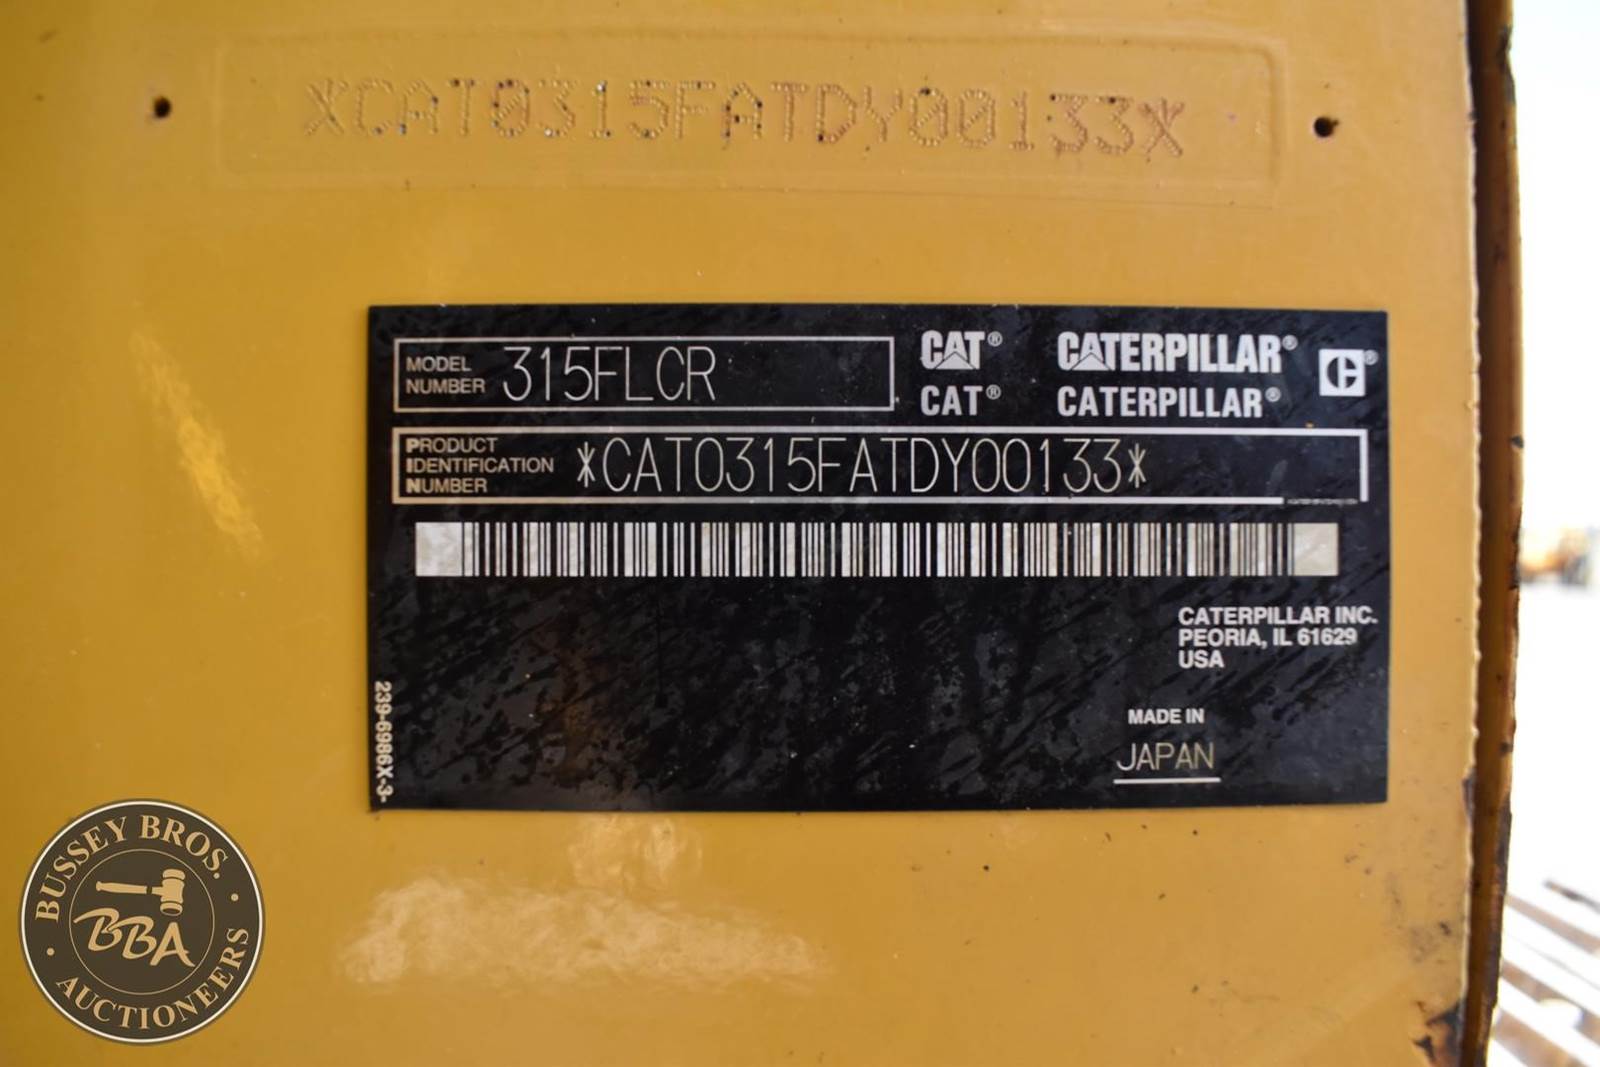 *CAT0315FATDY00133*
MODEL NUMBER 315FLCR
CAT® CATERPILLAR® C®
CAT® CATERPILLAR®
PRODUCT IDENTIFICATION NUMBER *CAT0315FATDY00133*
CATERPILLAR INC.
PEORIA, IL 61629
USA
MADE IN
JAPAN
239-6986X-3-
BUSSEY BROS.
BBA
AUCTIONEERS